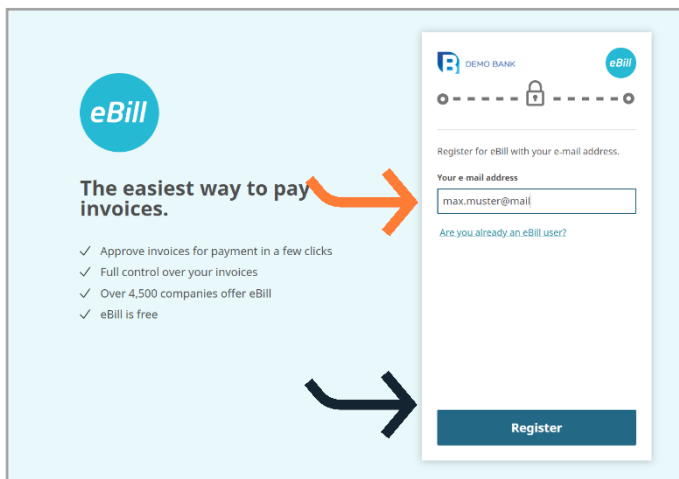 eBill
The easiest way to pay
invoices.
Approve invoices for payment in a few clicks
Full control over your invoices
Over 4,500 companies offer eBill
eBill is free
B DEMO BANK
eBill
Register for eBill with your e-mail address.
Your e-mail address
max.muster@mail
Are you already an eBill user?
Register